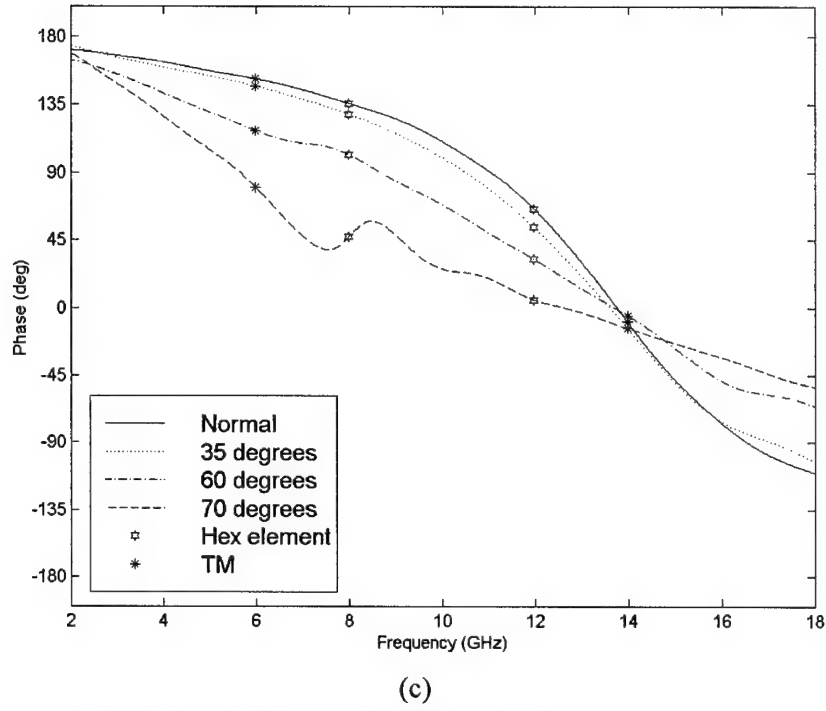 180
135
90
45
0
-45
-90
-135
-180
Phase (deg)
Normal
35 degrees
60 degrees
70 degrees
Hex element
TM
2 4 6 8 10 12 14 16 18
Frequency (GHz)
(c)